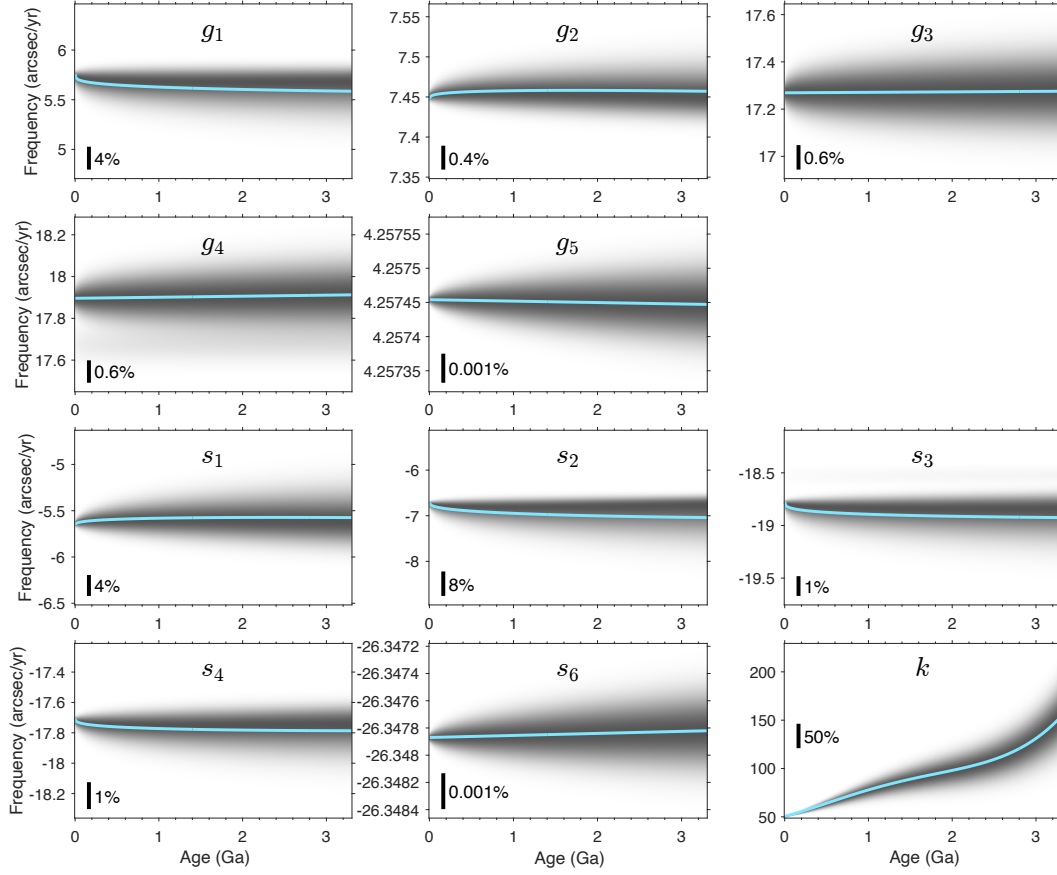 Frequency (arcsec/yr)
g1
6
5.5
5
4%
0 1 2 3
g2
7.55
7.5
7.45
7.4
7.35
0.4%
0 1 2 3
g3
17.6
17.4
17.2
17
0.6%
0 1 2 3
Frequency (arcsec/yr)
g4
18.2
18
17.8
17.6
0.6%
0 1 2 3
g5
4.25755
4.2575
4.25745
4.2574
4.25735
0.001%
0 1 2 3
Frequency (arcsec/yr)
s1
-5
-5.5
-6
-6.5
4%
0 1 2 3
s2
-6
-7
-8
8%
0 1 2 3
s3
-18.5
-19
-19.5
1%
0 1 2 3
Frequency (arcsec/yr)
s4
-17.4
-17.6
-17.8
-18
-18.2
1%
0 1 2 3
Age (Ga)
s6
-26.3472
-26.3474
-26.3476
-26.3478
-26.348
-26.3482
-26.3484
0.001%
0 1 2 3
Age (Ga)
k
200
150
100
50
50%
0 1 2 3
Age (Ga)